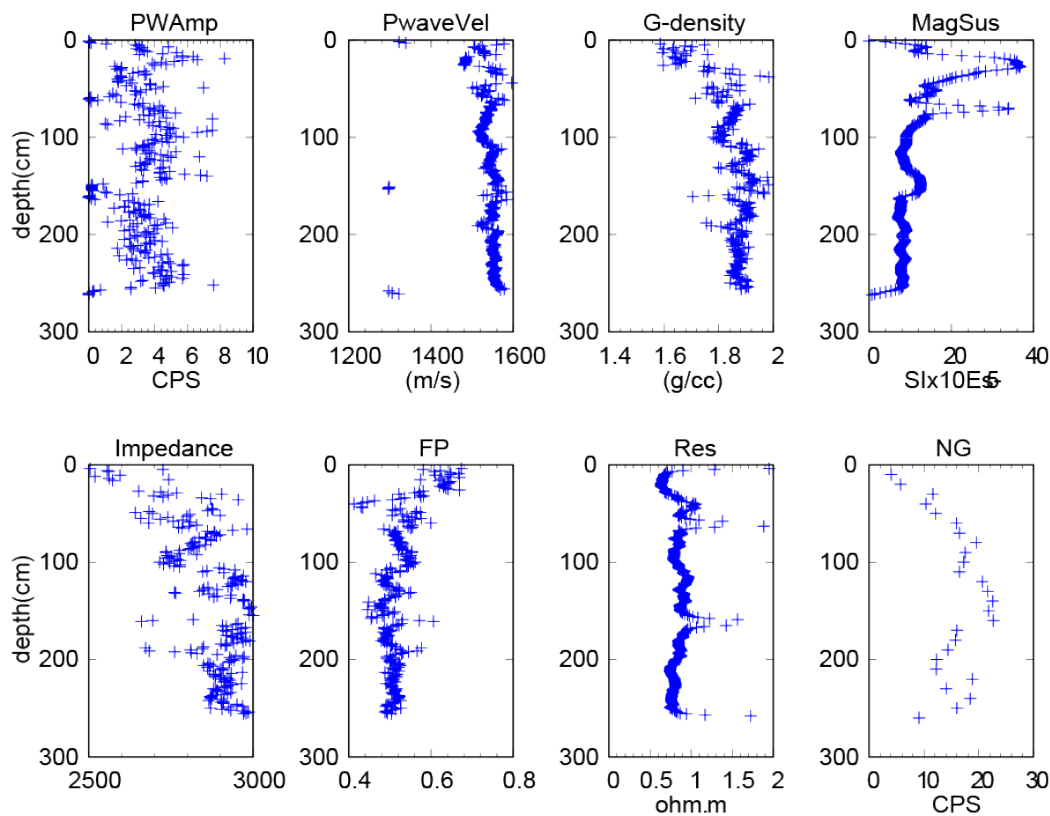 PWAmp PwaveVel G-density MagSus
0 0 0 0
100 100 100 100
depth(cm)
200 200 200 200
300 300 300 300
0 2 4 6 8 10 1200 1400 1600 1.4 1.6 1.8 2 0 20 40
CPS (m/s) (g/cc) SIx10Es-5
Impedance FP Res NG
0 0 0 0
100 100 100 100
depth(cm)
200 200 200 200
300 300 300 300
2500 3000 0.4 0.6 0.8 0 0.5 1 1.5 2 0 10 20 30
ohm.m CPS